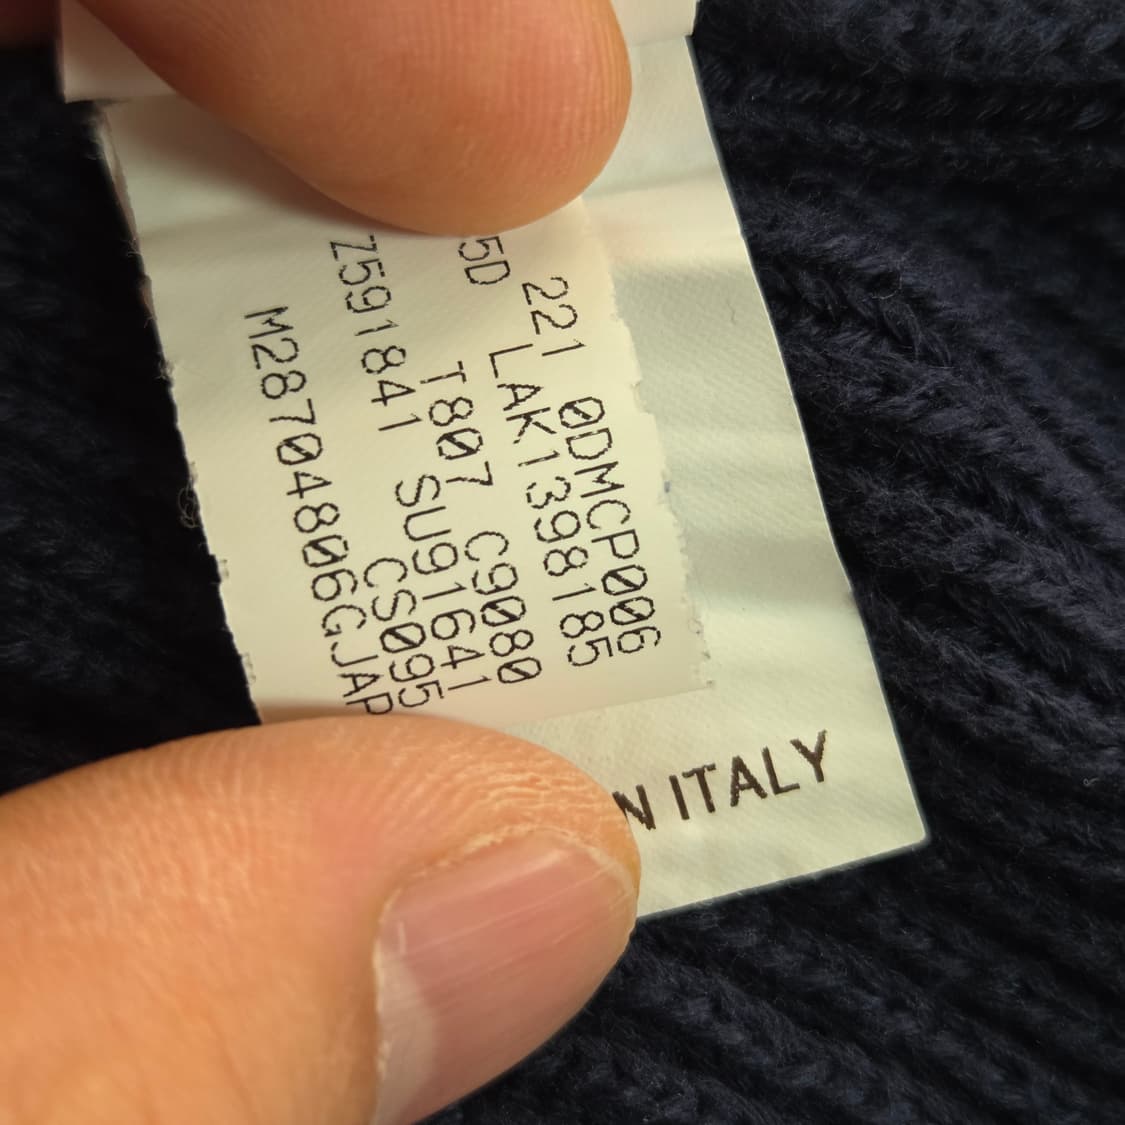 221 0DMCP006
5D LAK1398185
T807 C9080
Z591841 SU91641
CS095
M28704806GJAP
N ITALY